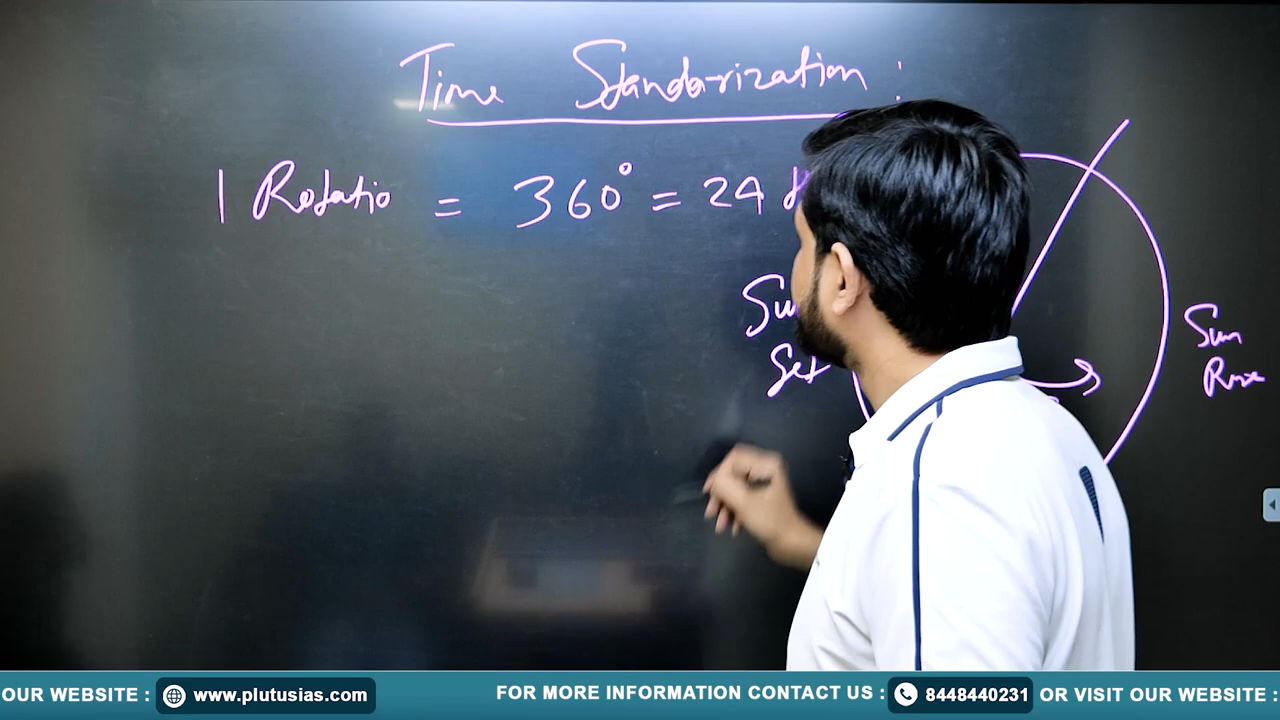 Time Standarization :
1 Rotatio = 360° = 24
Sun
Set
Sun
Rise
OUR WEBSITE : www.plutusias.com FOR MORE INFORMATION CONTACT US : 8448440231 OR VISIT OUR WEBSITE :